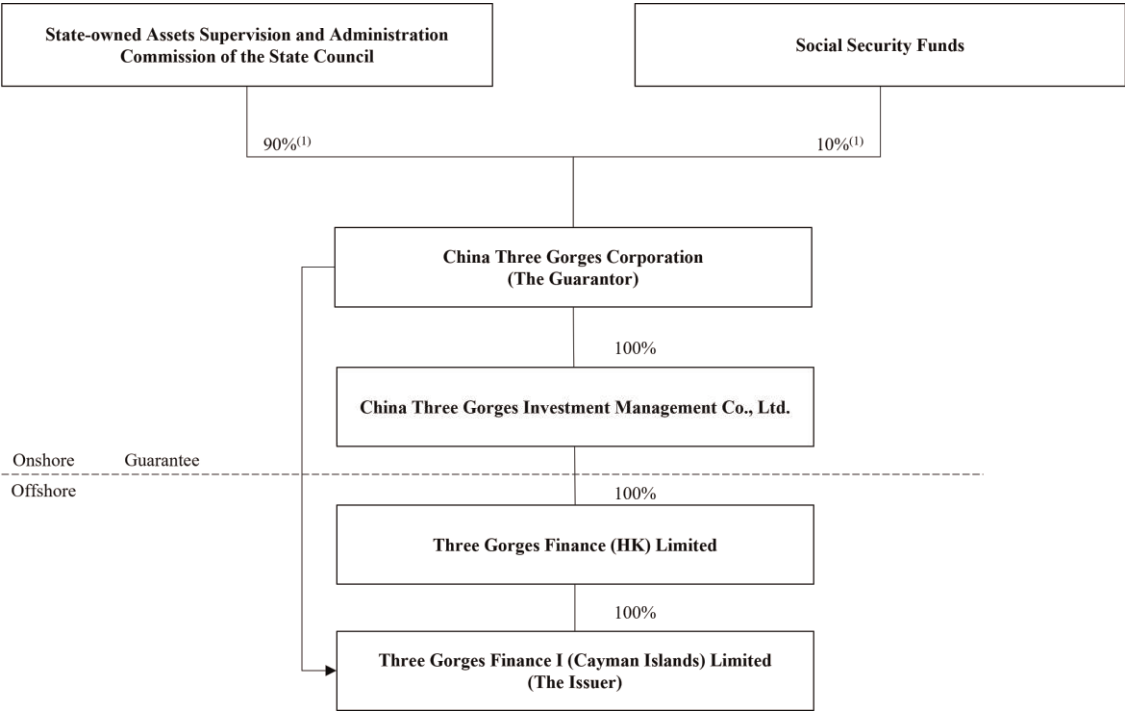 State-owned Assets Supervision and Administration
Commission of the State Council
Social Security Funds
90%(1)
10%(1)
China Three Gorges Corporation
(The Guarantor)
100%
China Three Gorges Investment Management Co., Ltd.
Onshore Guarantee
Offshore
100%
Three Gorges Finance (HK) Limited
100%
Three Gorges Finance I (Cayman Islands) Limited
(The Issuer)